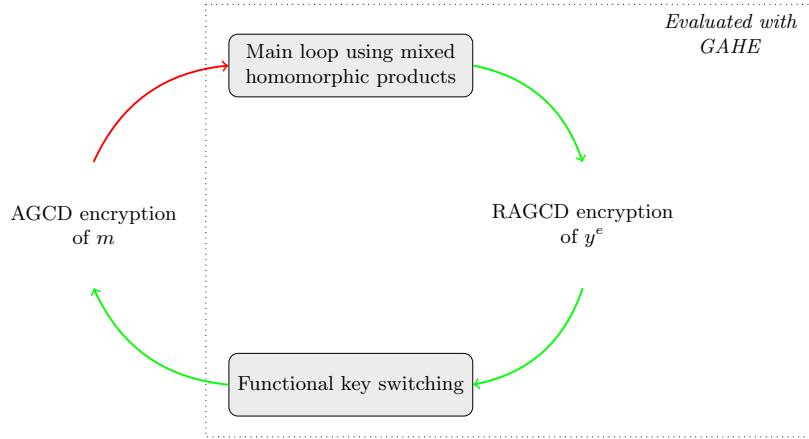 Evaluated with
GAHE
Main loop using mixed
homomorphic products
AGCD encryption
of m
RAGCD encryption
of y^e
Functional key switching